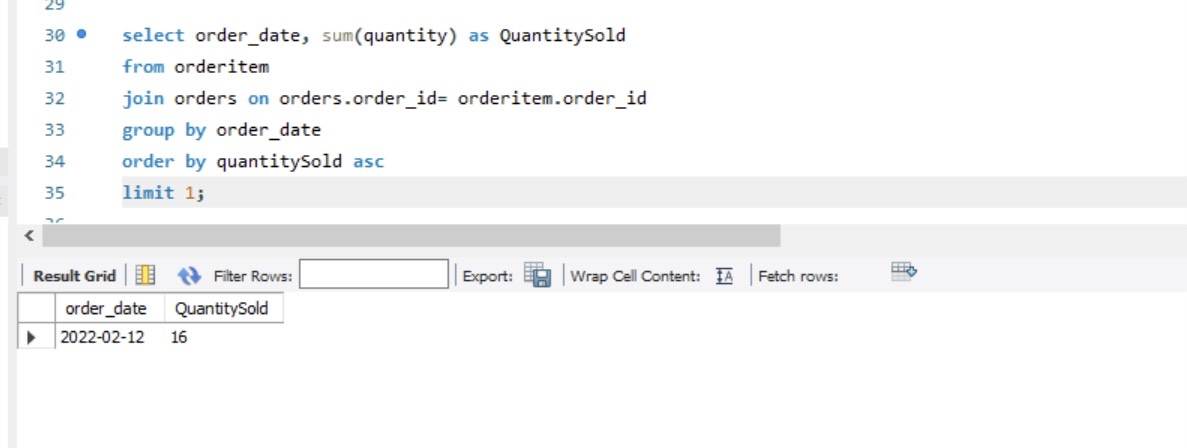 29
30 select order_date, sum(quantity) as QuantitySold
31 from orderitem
32 join orders on orders.order_id= orderitem.order_id
33 group by order_date
34 order by quantitySold asc
35 limit 1;
36
Result Grid Filter Rows: Export: Wrap Cell Content: Fetch rows:
order_date QuantitySold
2022-02-12 16